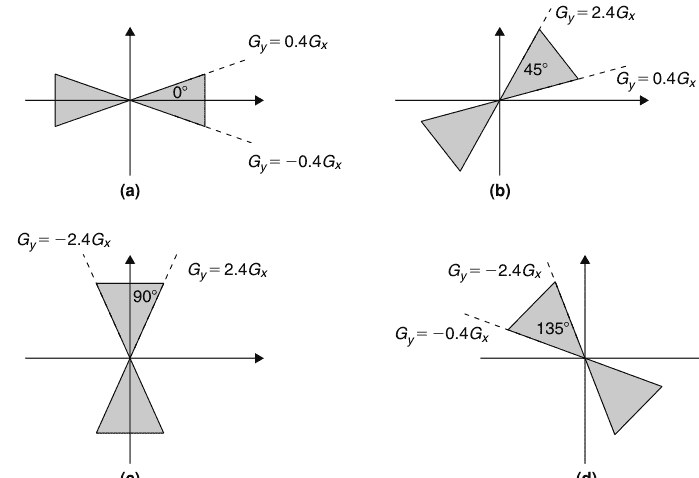 G_y = 0.4G_x
0°
G_y = −0.4G_x
(a)
G_y = 2.4G_x
45°
G_y = 0.4G_x
(b)
G_y = −2.4G_x
G_y = 2.4G_x
90°
(c)
G_y = −2.4G_x
G_y = −0.4G_x
135°
(d)